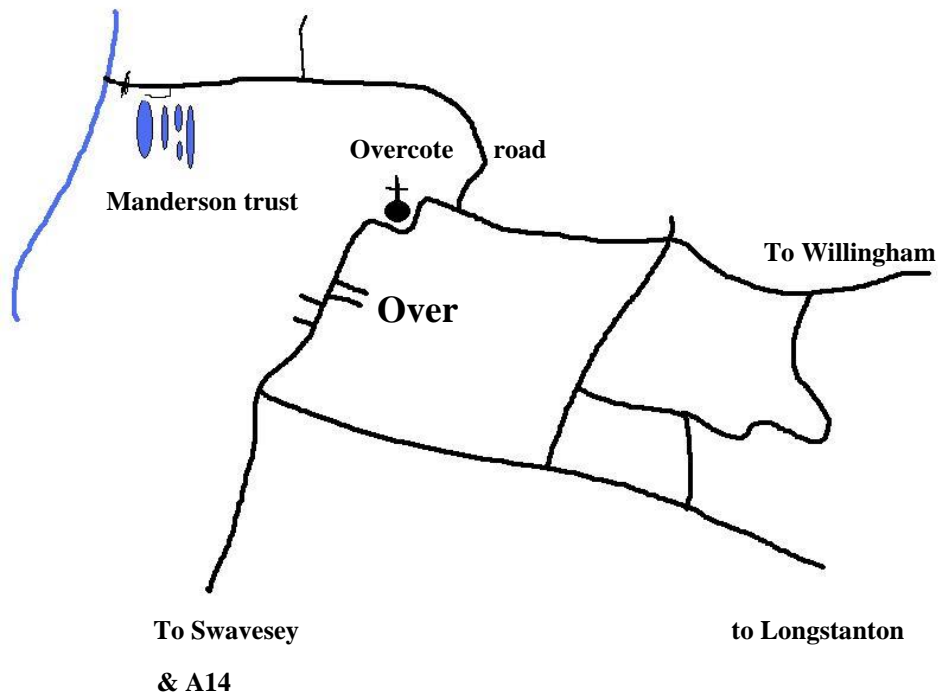 Overcote road
Manderson trust
To Willingham
Over
To Swavesey
& A14
to Longstanton